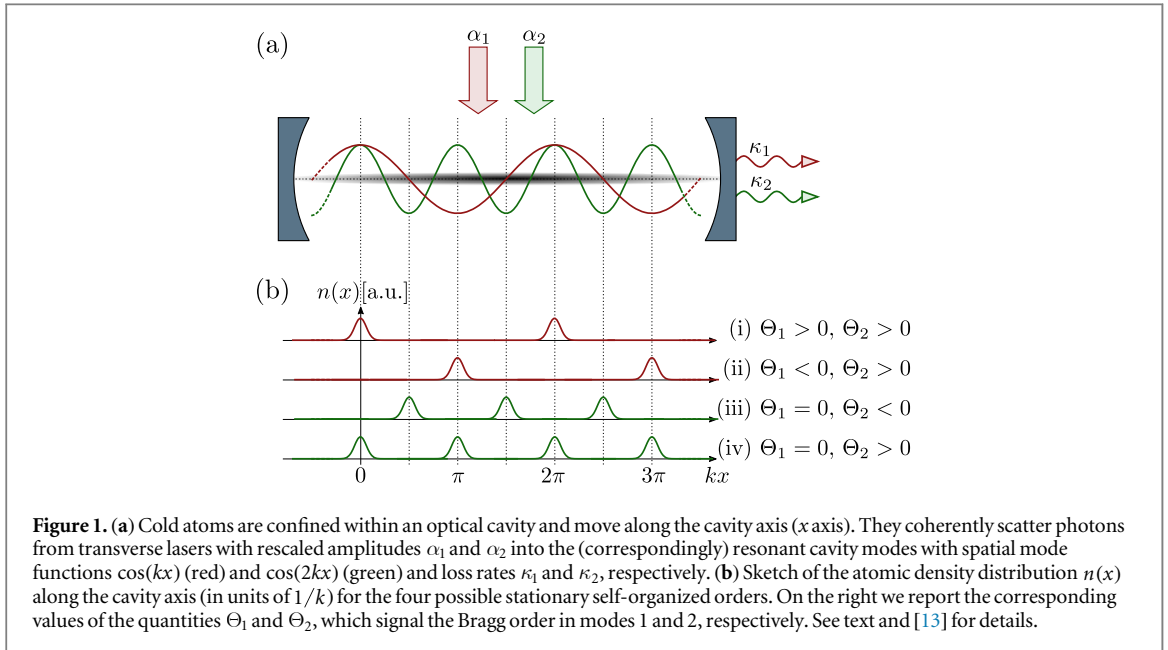 (a)
α₁ α₂
κ₁
κ₂
(b) n(x) [a.u.]
(i) Θ₁ > 0, Θ₂ > 0
(ii) Θ₁ < 0, Θ₂ > 0
(iii) Θ₁ = 0, Θ₂ < 0
(iv) Θ₁ = 0, Θ₂ > 0
0 π 2π 3π kx
Figure 1. (a) Cold atoms are confined within an optical cavity and move along the cavity axis (x axis). They coherently scatter photons
from transverse lasers with rescaled amplitudes α₁ and α₂ into the (correspondingly) resonant cavity modes with spatial mode
functions cos(kx) (red) and cos(2kx) (green) and loss rates κ₁ and κ₂, respectively. (b) Sketch of the atomic density distribution n(x)
along the cavity axis (in units of 1/k) for the four possible stationary self-organized orders. On the right we report the corresponding
values of the quantities Θ₁ and Θ₂, which signal the Bragg order in modes 1 and 2, respectively. See text and [13] for details.